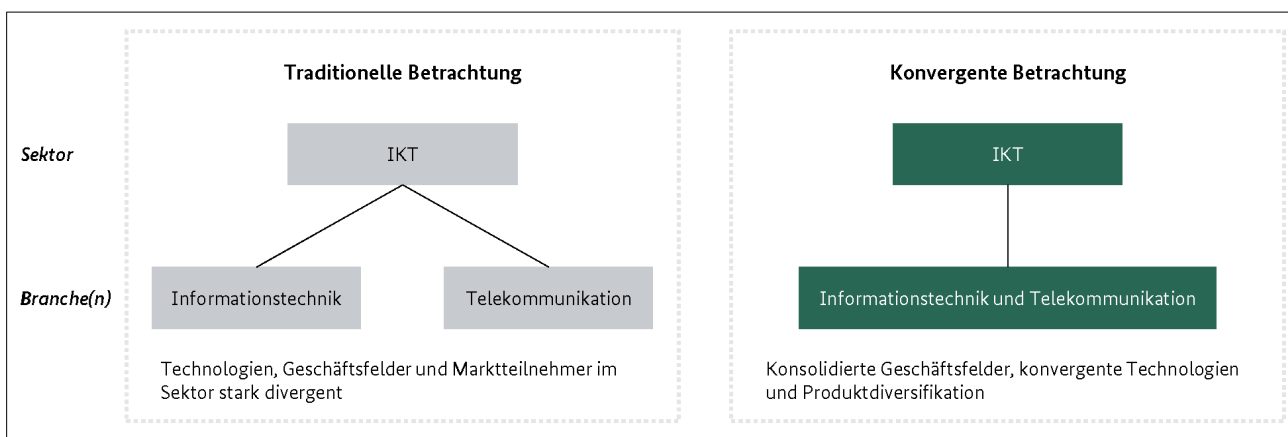 Traditionelle Betrachtung
Konvergente Betrachtung
Sektor
IKT
IKT
Branche(n)
Informationstechnik
Telekommunikation
Informationstechnik und Telekommunikation
Technologien, Geschäftsfelder und Marktteilnehmer im
Sektor stark divergent
Konsolidierte Geschäftsfelder, konvergente Technologien
und Produktdiversifikation